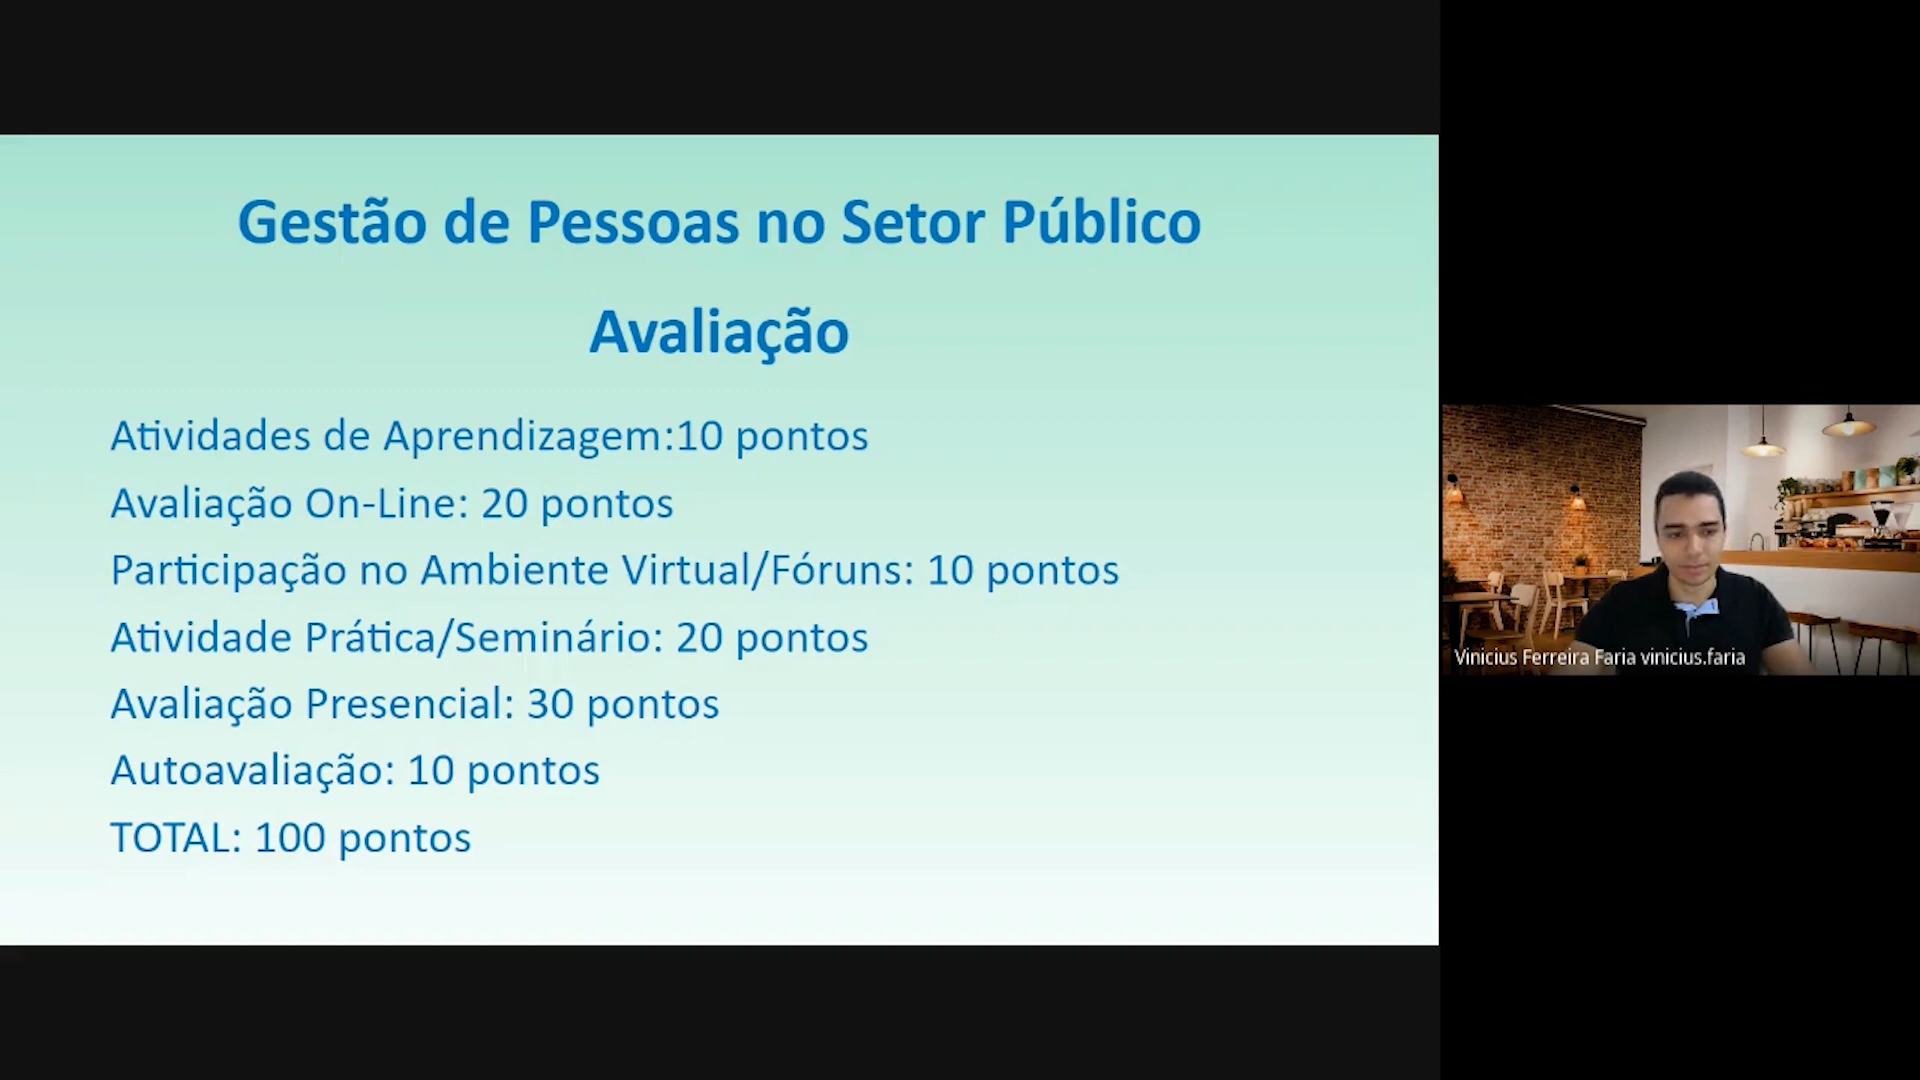 Gestão de Pessoas no Setor Público
Avaliação
Atividades de Aprendizagem:10 pontos
Avaliação On-Line: 20 pontos
Participação no Ambiente Virtual/Fóruns: 10 pontos
Atividade Prática/Seminário: 20 pontos
Avaliação Presencial: 30 pontos
Autoavaliação: 10 pontos
TOTAL: 100 pontos
Vinicius Ferreira Faria vinicius.faria